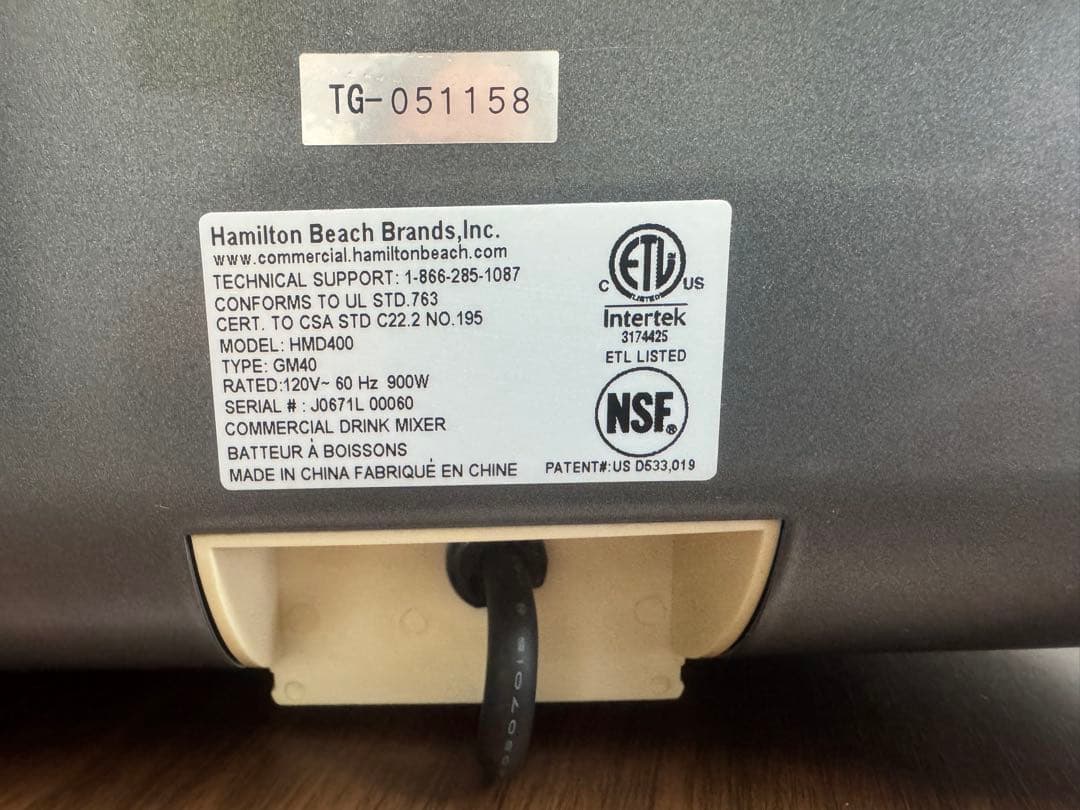 TG-051158
Hamilton Beach Brands,Inc.
www.commercial.hamiltonbeach.com
TECHNICAL SUPPORT: 1-866-285-1087
CONFORMS TO UL STD.763
CERT. TO CSA STD C22.2 NO.195
MODEL: HMD400
TYPE: GM40
RATED:120V~ 60 Hz 900W
SERIAL # : J0671L 00060
COMMERCIAL DRINK MIXER
BATTEUR À BOISSONS
MADE IN CHINA FABRIQUÉ EN CHINE
ETL
LISTED
C US
Intertek
3174425
ETL LISTED
NSF®
PATENT#:US D533,019